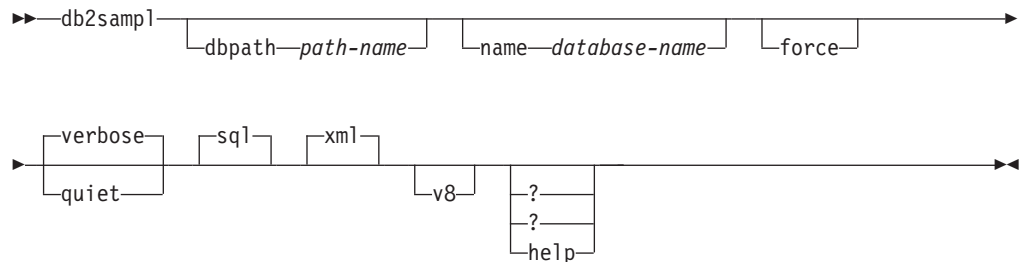 db2sampl
dbpath path-name
name database-name
force
verbose
quiet
sql
xml
v8
?
?
help